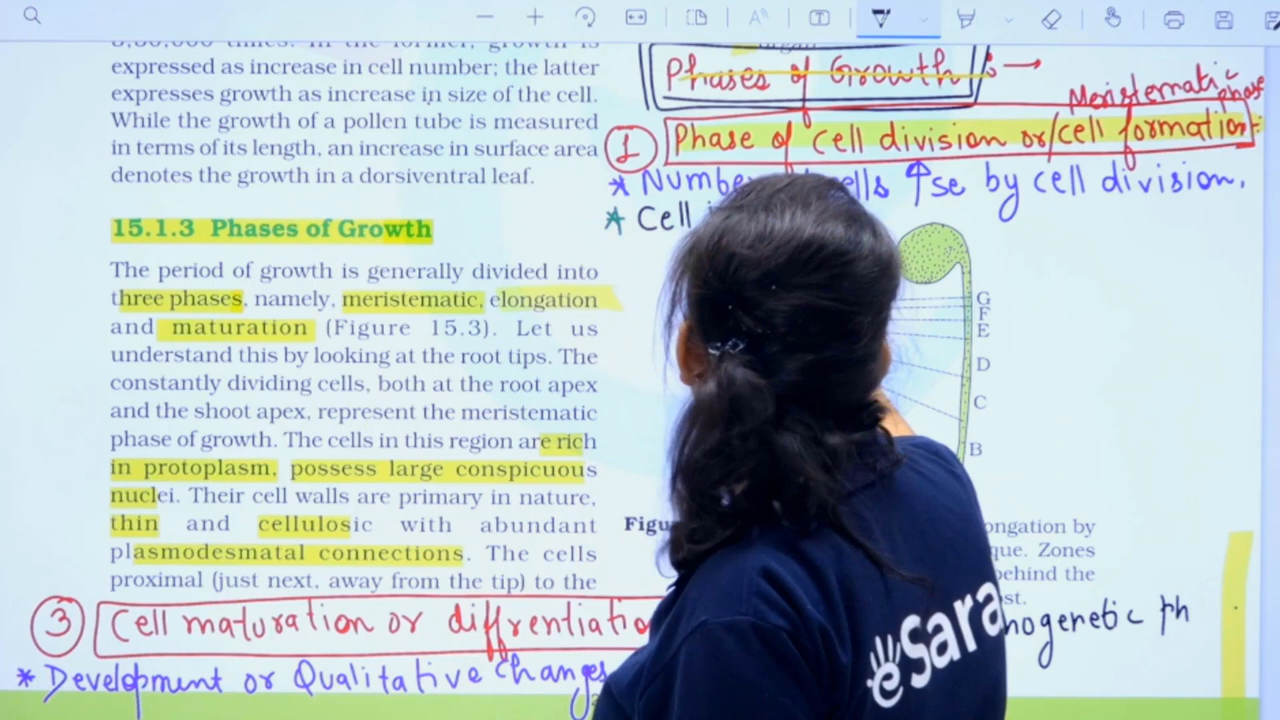 expressed as increase in cell number; the latter
expresses growth as increase in size of the cell.
While the growth of a pollen tube is measured
in terms of its length, an increase in surface area
denotes the growth in a dorsiventral leaf.
15.1.3 Phases of Growth
The period of growth is generally divided into
three phases, namely, meristematic, elongation
and maturation (Figure 15.3). Let us
understand this by looking at the root tips. The
constantly dividing cells, both at the root apex
and the shoot apex, represent the meristematic
phase of growth. The cells in this region are rich
in protoplasm, possess large conspicuous
nuclei. Their cell walls are primary in nature,
thin and cellulosic with abundant
plasmodesmatal connections. The cells
proximal (just next, away from the tip) to the
Phases of Growth :→
Meristematic phase
1 Phase of cell division or/cell formation:
* Number cells ↑se by cell division.
* Cell
G
F
E
D
C
B
ongation by
que. Zones
behind the
st.
3 Cell maturation or diffrentiatio
* Development or Qualitative changes
nogenetic ph
eSara